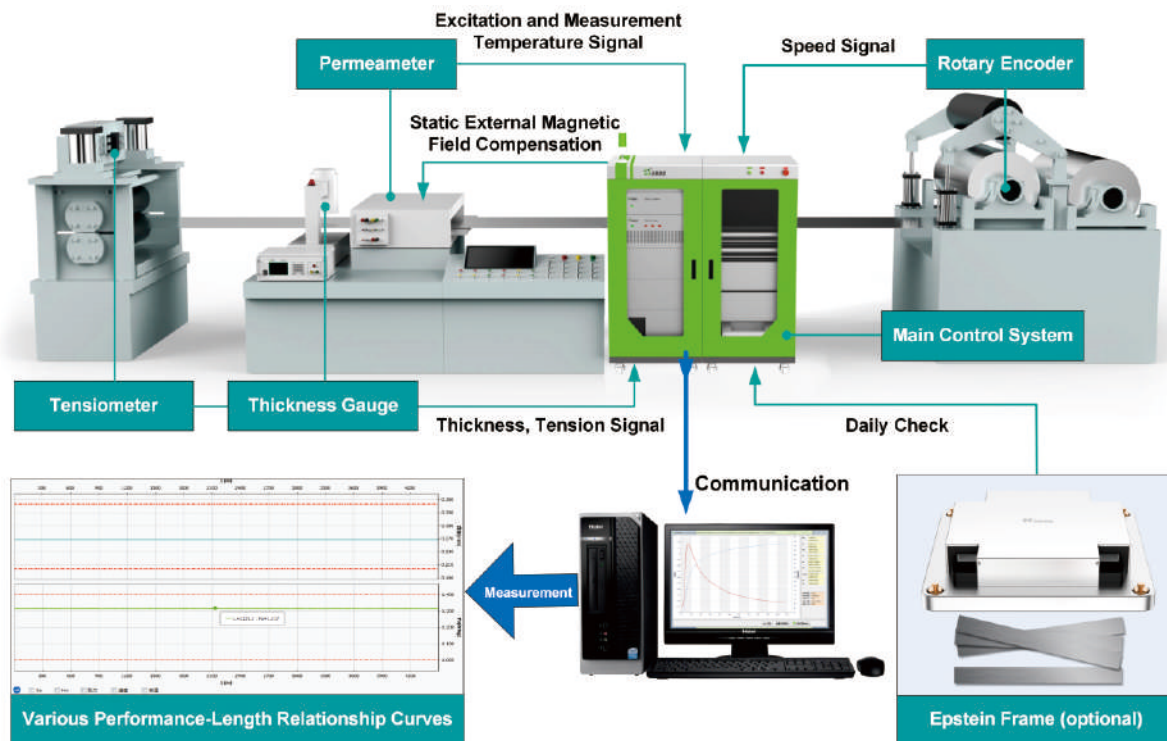 Excitation and Measurement
Temperature Signal
Speed Signal
Permeameter
Rotary Encoder
Static External Magnetic
Field Compensation
Main Control System
Tensiometer
Thickness Gauge
Thickness, Tension Signal
Daily Check
Communication
Haier
Measurement
Various Performance-Length Relationship Curves
Epstein Frame (optional)